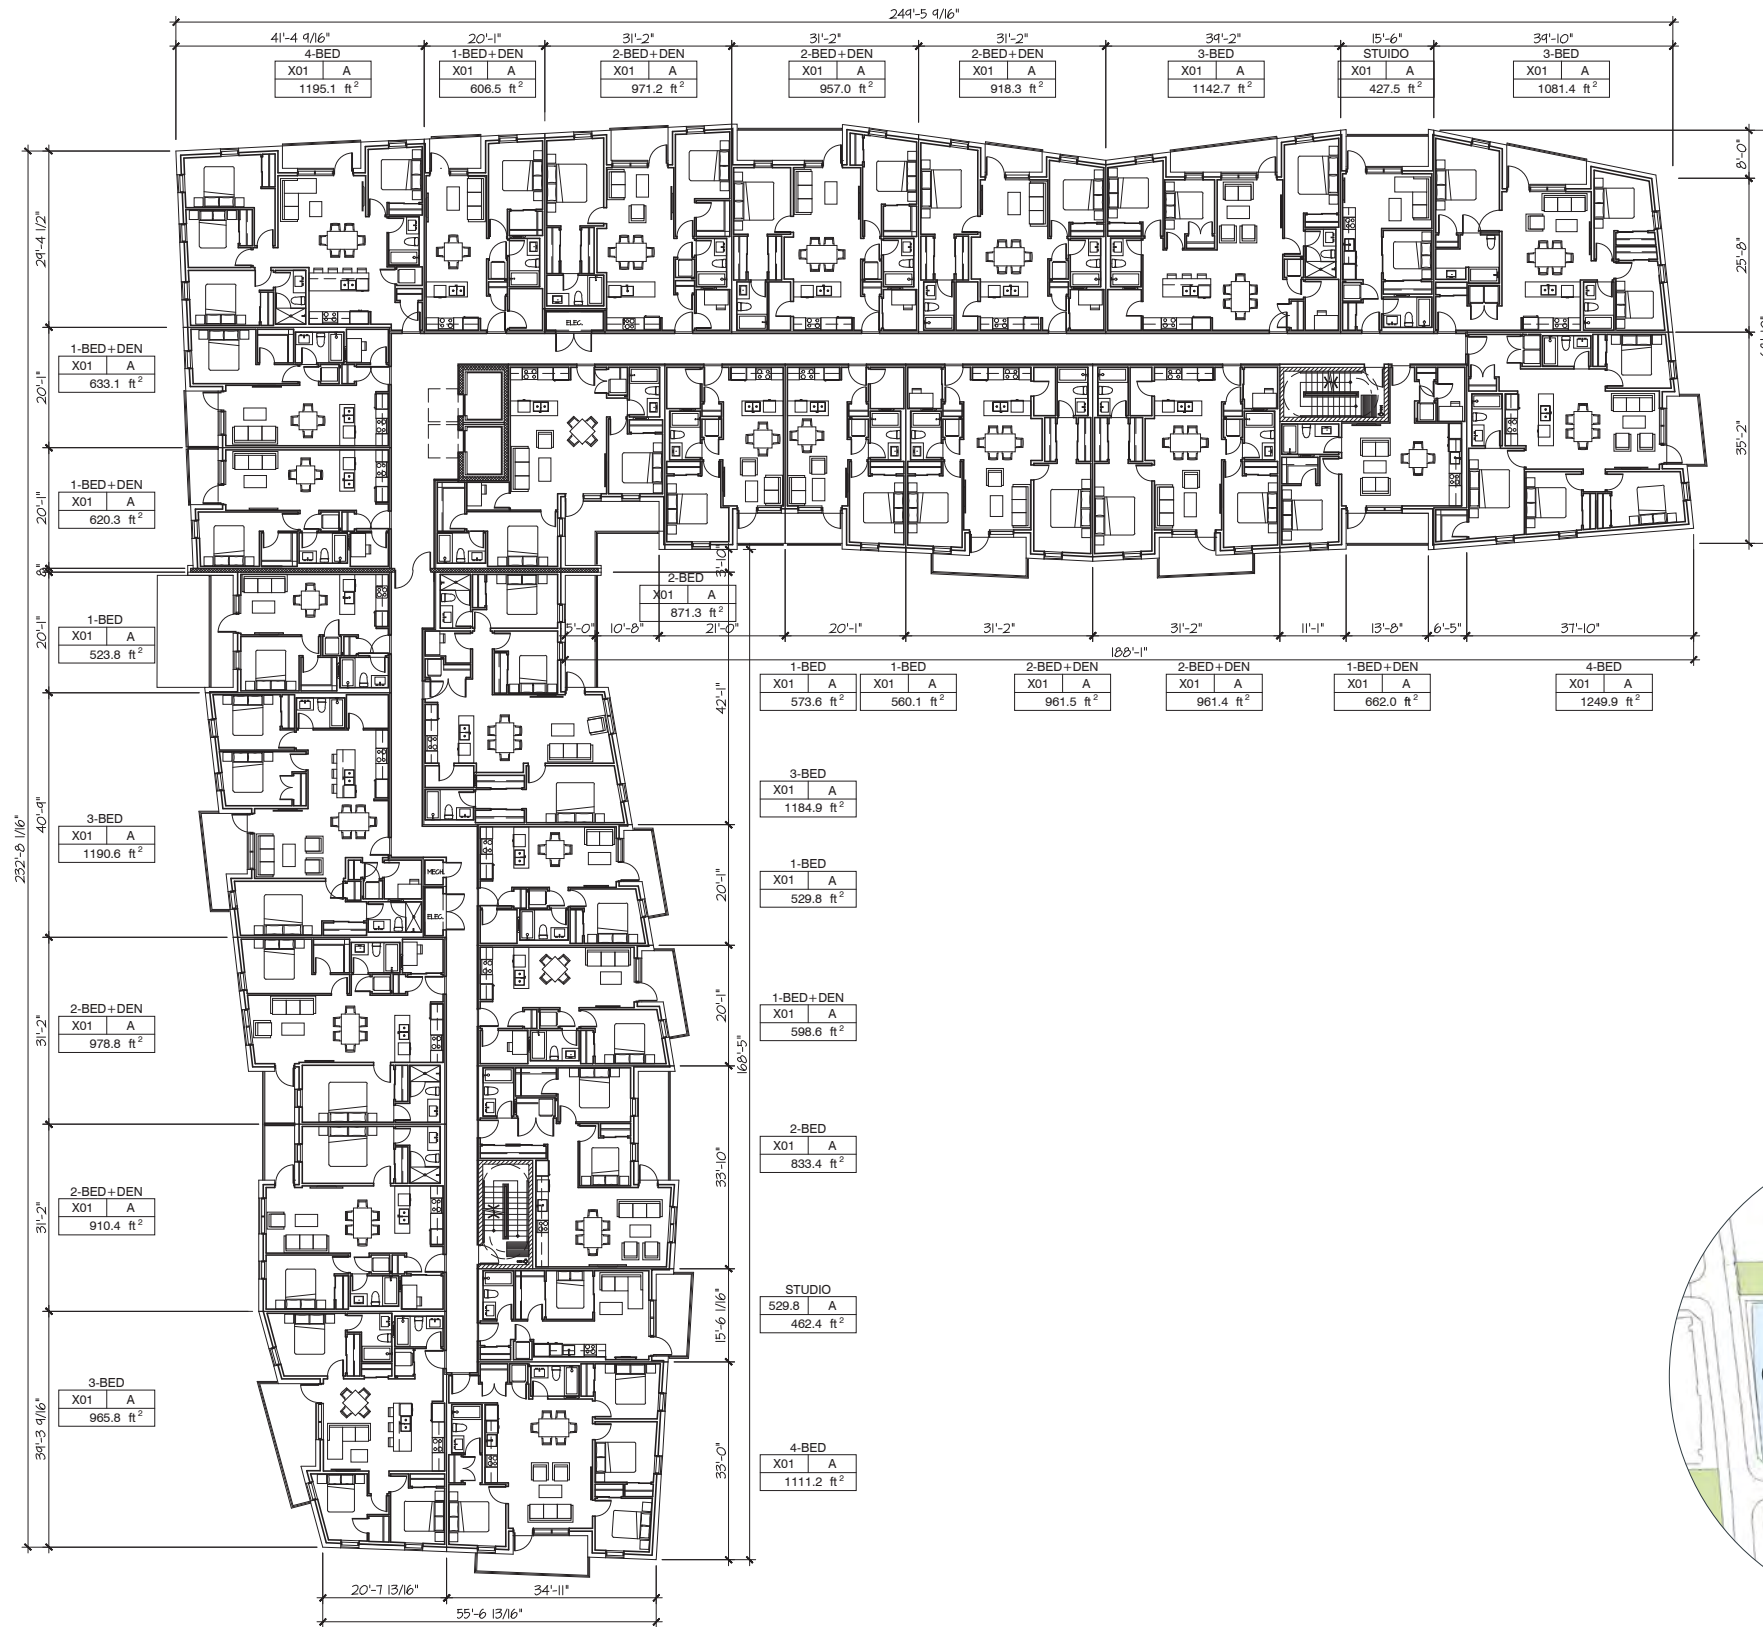 249'-5 9/16"
41'-4 9/16"
20'-1"
31'-2"
31'-2"
31'-2"
39'-2"
15'-6"
39'-10"
4-BED
X01 A
1195.1 ft²
1-BED+DEN
X01 A
606.5 ft²
2-BED+DEN
X01 A
971.2 ft²
2-BED+DEN
X01 A
957.0 ft²
2-BED+DEN
X01 A
918.3 ft²
3-BED
X01 A
1142.7 ft²
STUIDO
X01 A
427.5 ft²
3-BED
X01 A
1081.4 ft²
8'-0"
25'-8"
35'-2"
29'-4 1/2"
20'-1"
20'-1"
8"
20'-1"
40'-9"
31'-2"
31'-2"
39'-3 9/16"
232'-8 1/16"
ELEC.
1-BED+DEN
X01 A
633.1 ft²
1-BED+DEN
X01 A
620.3 ft²
1-BED
X01 A
523.8 ft²
3-BED
X01 A
1190.6 ft²
2-BED+DEN
X01 A
978.8 ft²
2-BED+DEN
X01 A
910.4 ft²
3-BED
X01 A
965.8 ft²
MECH.
ELEC.
3'-10"
2-BED
X01 A
871.3 ft²
5'-0"
10'-8"
21'-0"
20'-1"
31'-2"
31'-2"
11'-1"
13'-8"
6'-5"
37'-10"
188'-1"
1-BED
X01 A
573.6 ft²
1-BED
X01 A
560.1 ft²
2-BED+DEN
X01 A
961.5 ft²
2-BED+DEN
X01 A
961.4 ft²
1-BED+DEN
X01 A
662.0 ft²
4-BED
X01 A
1249.9 ft²
42'-1"
20'-1"
20'-1"
168'-5"
33'-10"
15'-6 1/16"
33'-0"
3-BED
X01 A
1184.9 ft²
1-BED
X01 A
529.8 ft²
1-BED+DEN
X01 A
598.6 ft²
2-BED
X01 A
833.4 ft²
STUDIO
529.8 A
462.4 ft²
4-BED
X01 A
1111.2 ft²
20'-7 13/16"
34'-11"
55'-6 13/16"